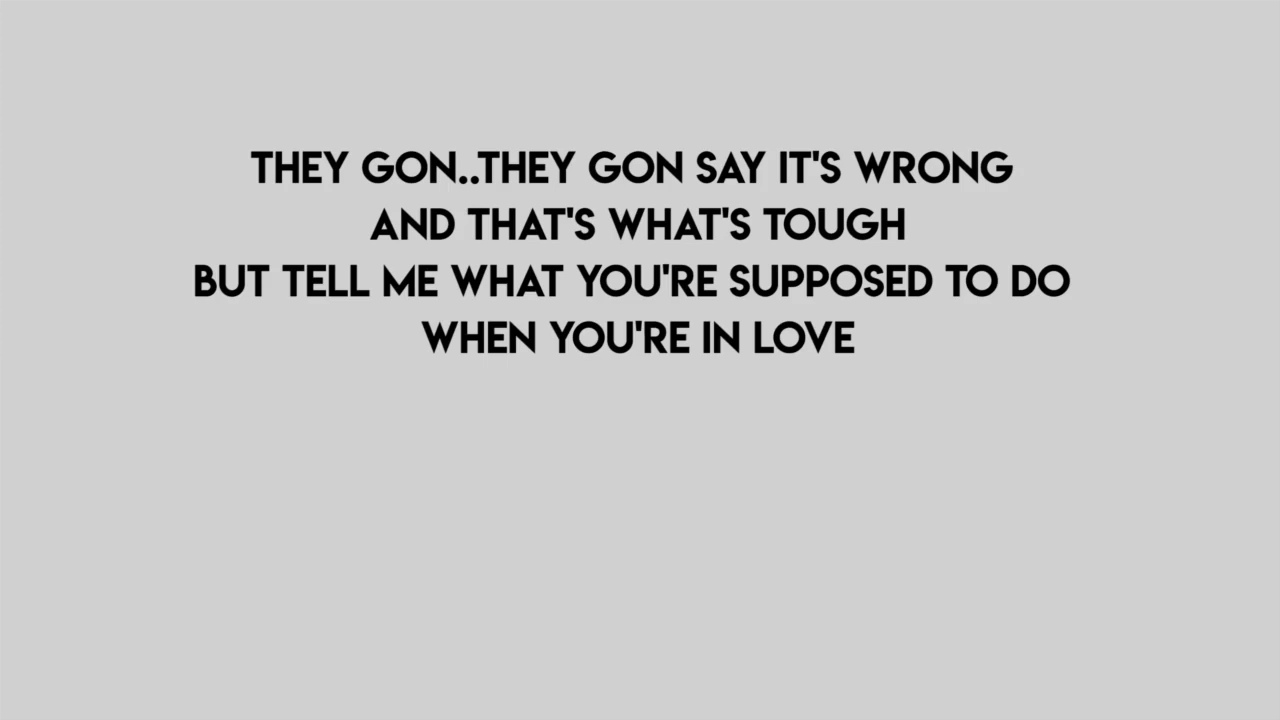 THEY GON..THEY GON SAY IT'S WRONG
AND THAT'S WHAT'S TOUGH
BUT TELL ME WHAT YOU'RE SUPPOSED TO DO
WHEN YOU'RE IN LOVE